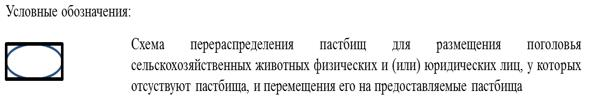 Условные обозначения:
Схема перераспределения пастбищ для размещения поголовья
сельскохозяйственных животных физических и (или) юридических лиц, у которых
отсуствуют пастбища, и перемещения его на предоставляемые пастбища